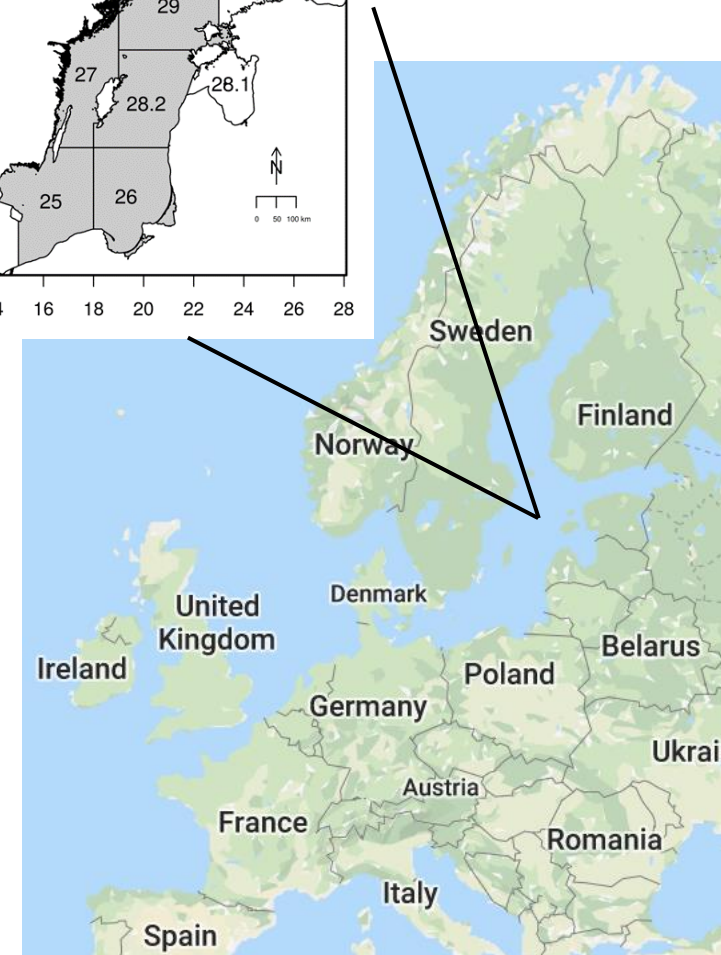 29
27
28.1
28.2
25
26
N
0 50 100 km
16 18 20 22 24 26 28
Sweden
Finland
Norway
Denmark
United
Kingdom
Ireland
Belarus
Poland
Germany
Ukrai
Austria
France
Romania
Italy
Spain